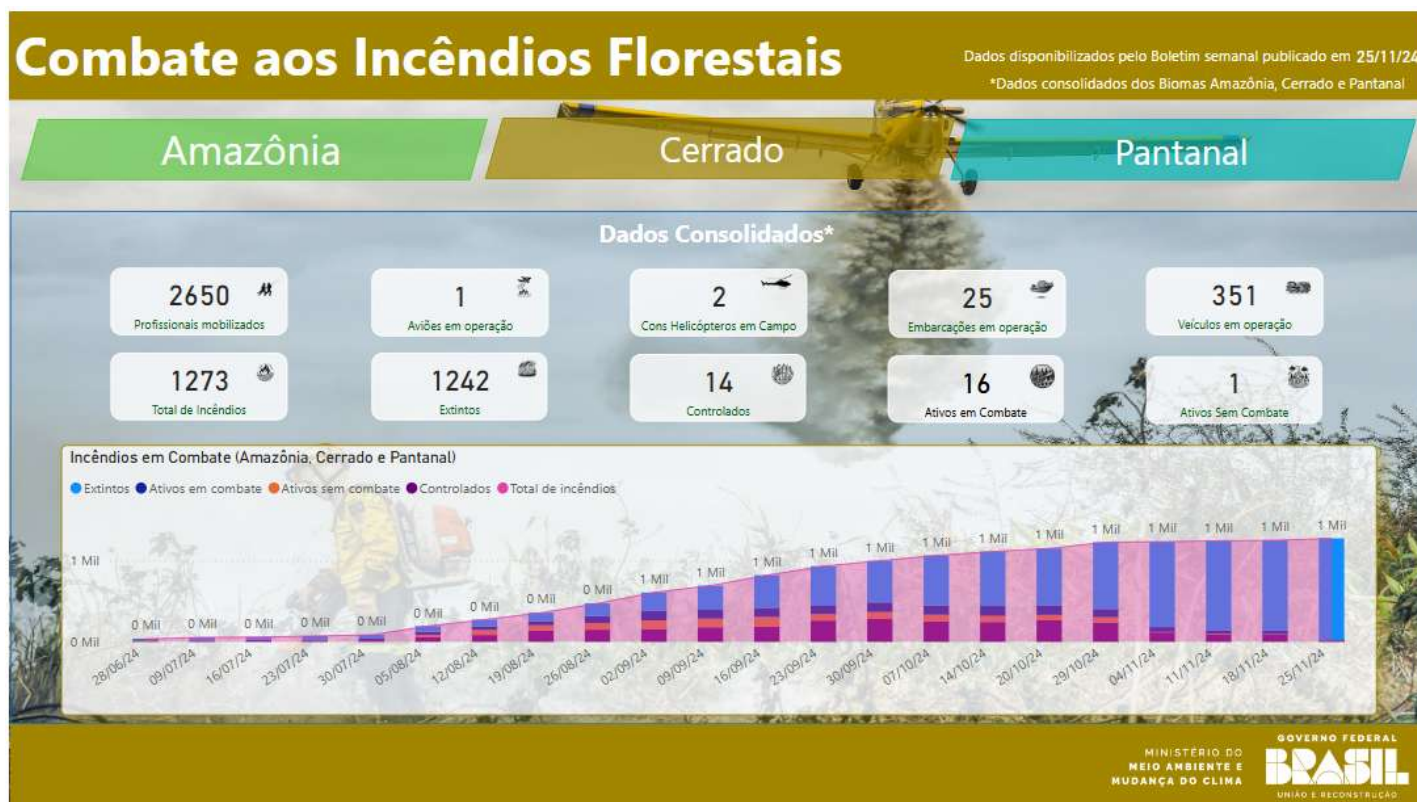 Combate aos Incêndios Florestais
Dados disponibilizados pelo Boletim semanal publicado em 25/11/24
*Dados consolidados dos Biomas Amazônia, Cerrado e Pantanal
Amazônia
Cerrado
Pantanal
Dados Consolidados*
2650
Profissionais mobilizados
1
Aviões em operação
2
Cons Helicópteros em Campo
25
Embarcações em operação
351
Veículos em operação
1273
Total de Incêndios
1242
Extintos
14
Controlados
16
Ativos em Combate
1
Ativos Sem Combate
Incêndios em Combate (Amazônia, Cerrado e Pantanal)
Extintos Ativos em combate Ativos sem combate Controlados Total de incêndios
1 Mil
0 Mil
0 Mil 0 Mil 0 Mil 0 Mil 0 Mil 0 Mil 0 Mil 0 Mil 0 Mil 1 Mil 1 Mil 1 Mil 1 Mil 1 Mil 1 Mil 1 Mil 1 Mil 1 Mil 1 Mil 1 Mil 1 Mil 1 Mil
28/06/24 09/07/24 16/07/24 23/07/24 30/07/24 05/08/24 12/08/24 19/08/24 26/08/24 02/09/24 09/09/24 16/09/24 23/09/24 30/09/24 07/10/24 14/10/24 20/10/24 29/10/24 04/11/24 11/11/24 18/11/24 25/11/24
MINISTÉRIO DO
MEIO AMBIENTE E
MUDANÇA DO CLIMA
GOVERNO FEDERAL
BRASIL
UNIÃO E RECONSTRUÇÃO